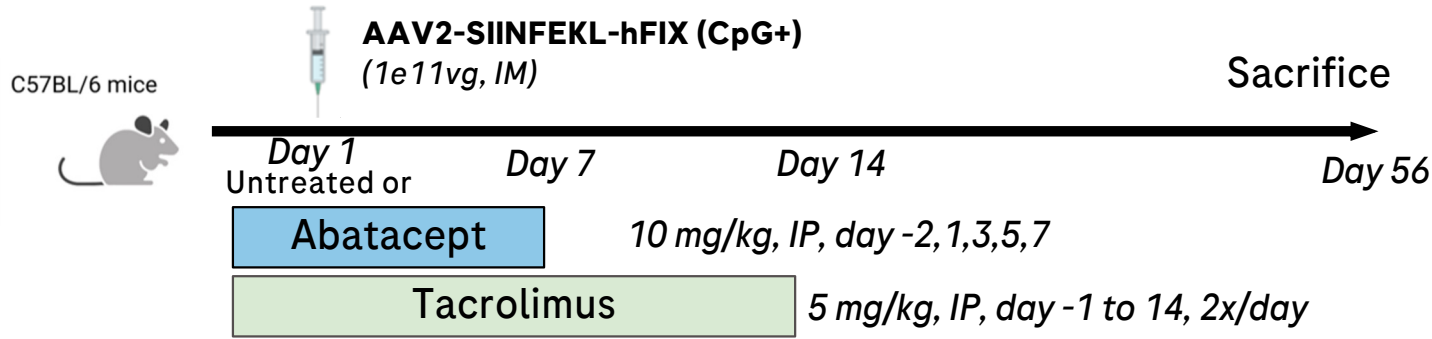 AAV2-SIINFEKL-hFIX (CpG+)
(1e11vg, IM)
C57BL/6 mice
Sacrifice
Day 1
Day 7
Day 14
Day 56
Untreated or
Abatacept
10 mg/kg, IP, day -2,1,3,5,7
Tacrolimus
5 mg/kg, IP, day -1 to 14, 2x/day